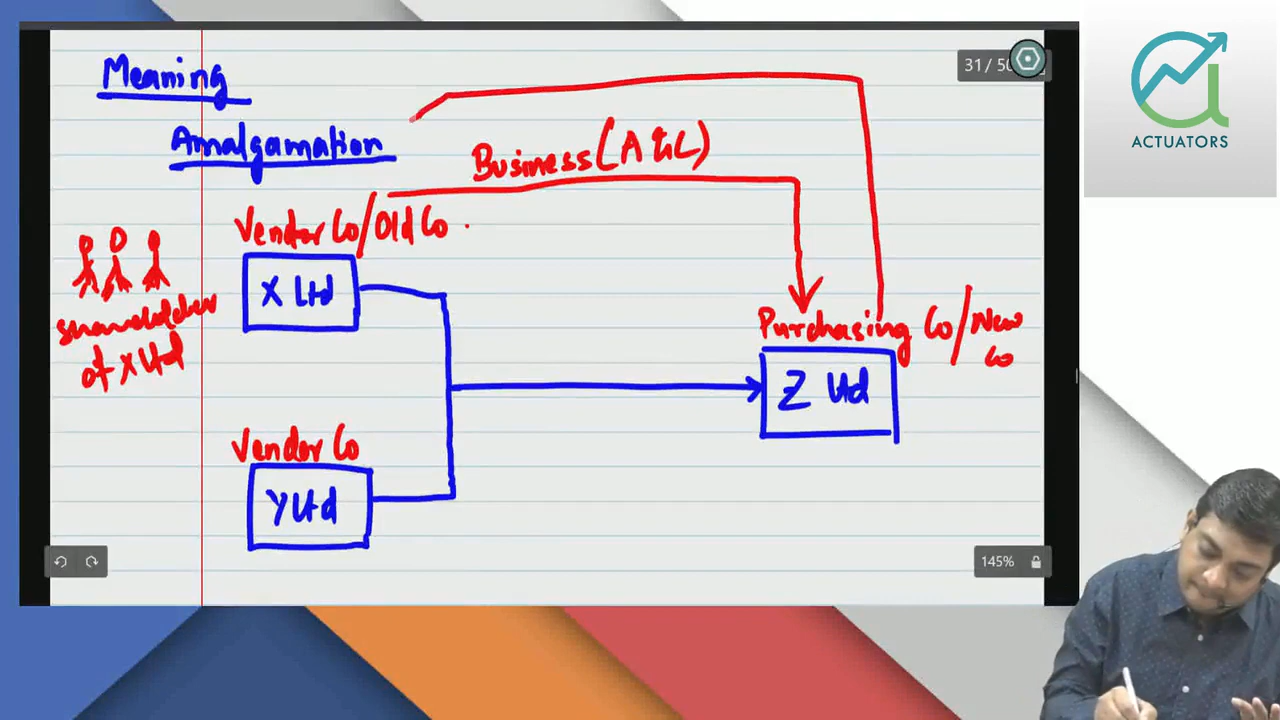 Meaning
31 / 50
Amalgamation
Business (A & L)
ACTUATORS
Vendor Co/Old Co
X Ltd
shareholder
of X Ltd
Purchasing Co/New
Co
Z Ltd
Vendor Co
Y Ltd
145%